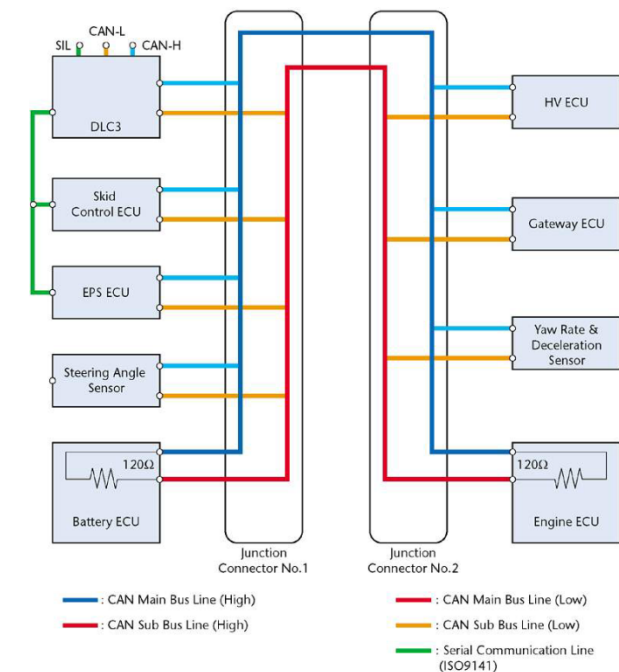 CAN-L
SIL
CAN-H
DLC3
Skid
Control ECU
EPS ECU
Steering Angle
Sensor
120Ω
Battery ECU
HV ECU
Gateway ECU
Yaw Rate &
Deceleration
Sensor
120Ω
Engine ECU
Junction
Connector No.1
Junction
Connector No.2
: CAN Main Bus Line (High)
: CAN Sub Bus Line (High)
: CAN Main Bus Line (Low)
: CAN Sub Bus Line (Low)
: Serial Communication Line
(ISO9141)